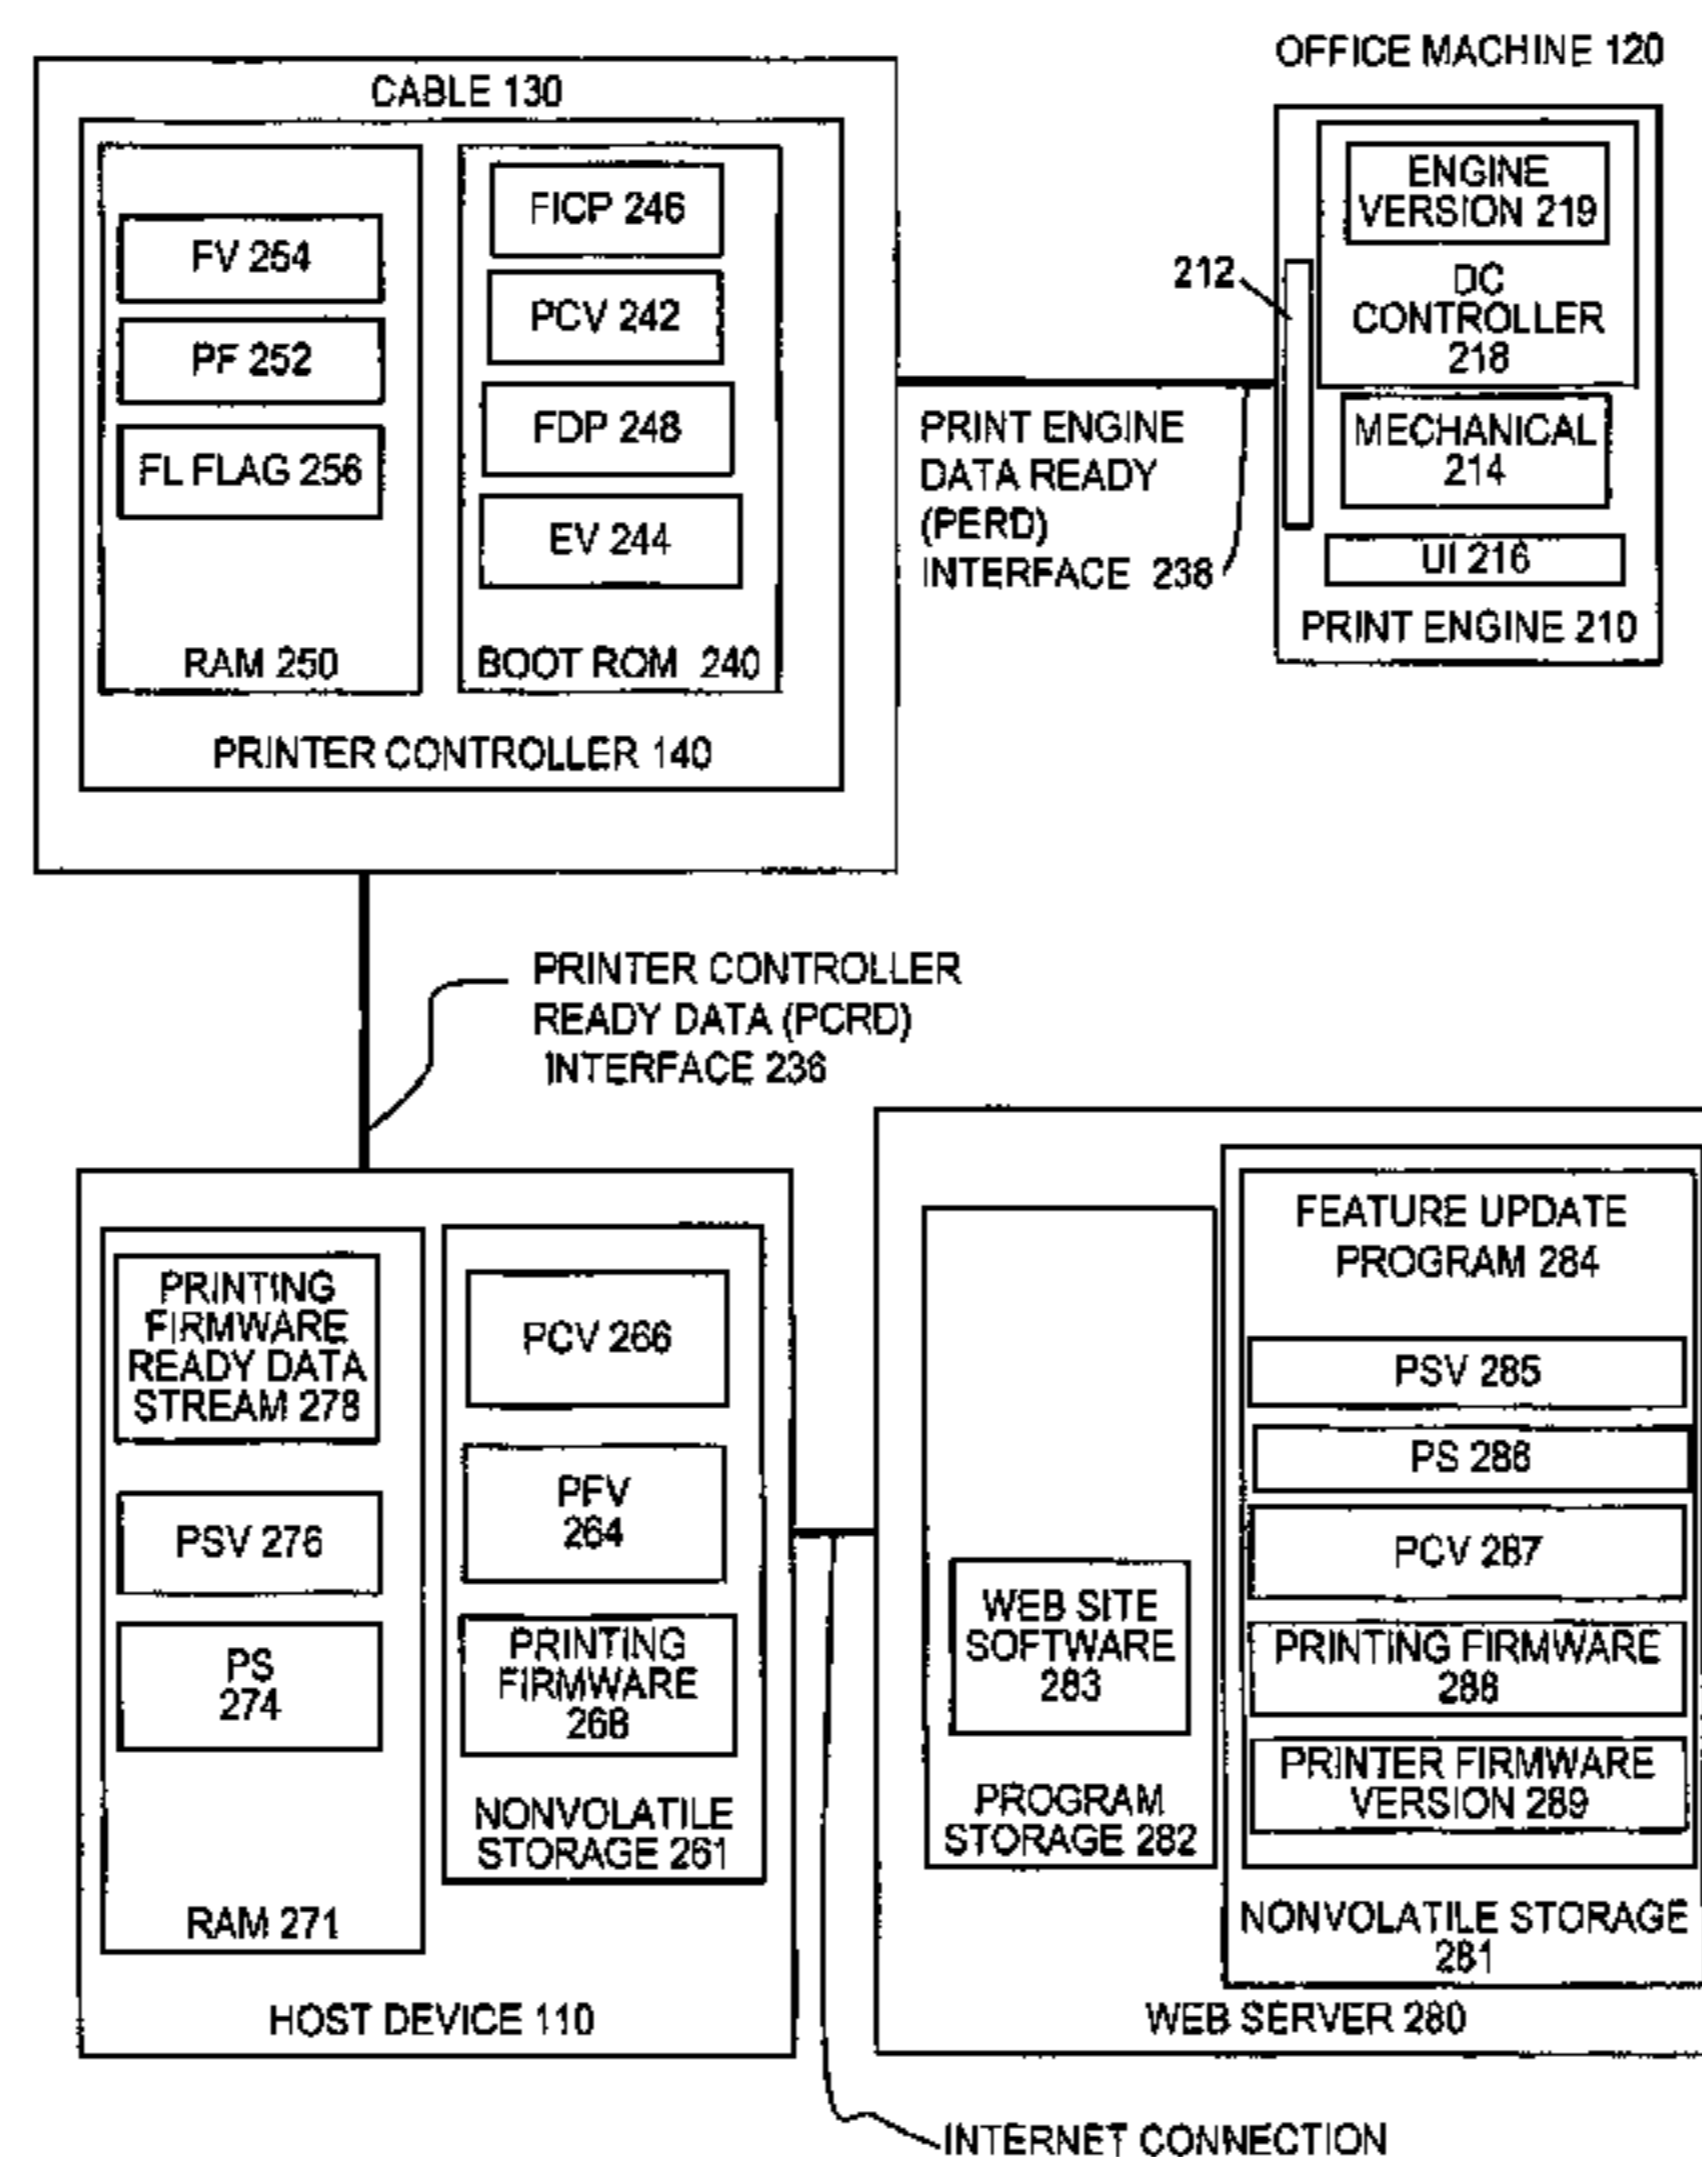 OFFICE MACHINE 120
CABLE 130
FV 254
PF 252
FL FLAG 256
RAM 250
FICP 246
PCV 242
FDP 248
EV 244
BOOT ROM 240
PRINTER CONTROLLER 140
PRINT ENGINE
DATA READY
(PERD)
INTERFACE 238
212
ENGINE
VERSION 219
DC
CONTROLLER
218
MECHANICAL
214
UI 216
PRINT ENGINE 210
PRINTER CONTROLLER
READY DATA (PCRD)
INTERFACE 236
PRINTING
FIRMWARE
READY DATA
STREAM 278
PSV 276
PS
274
RAM 271
PCV 266
PFV
264
PRINTING
FIRMWARE
268
NONVOLATILE
STORAGE 261
HOST DEVICE 110
WEB SITE
SOFTWARE
283
PROGRAM
STORAGE 282
FEATURE UPDATE
PROGRAM 284
PSV 285
PS 286
PCV 287
PRINTING FIRMWARE
288
PRINTER FIRMWARE
VERSION 289
NONVOLATILE STORAGE
281
WEB SERVER 280
INTERNET CONNECTION